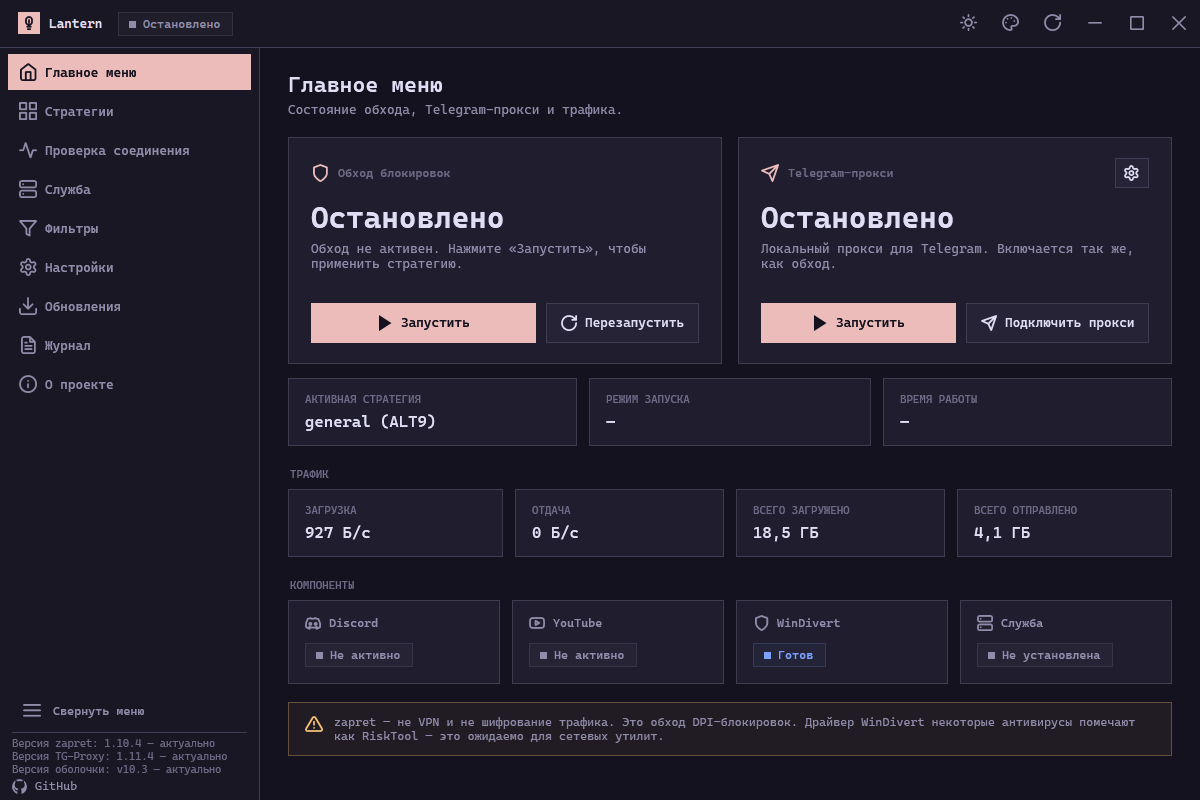 Lantern
Остановлено
Главное меню
Стратегии
Проверка соединения
Служба
Фильтры
Настройки
Обновления
Журнал
О проекте
Свернуть меню
Версия zapret: 1.10.4 — актуально
Версия TG-Proxy: 1.11.4 — актуально
Версия оболочки: v10.3 — актуально
GitHub
Главное меню
Состояние обхода, Telegram-прокси и трафика.
Обход блокировок
Остановлено
Обход не активен. Нажмите «Запустить», чтобы
применить стратегию.
Запустить
Перезапустить
Telegram-прокси
Остановлено
Локальный прокси для Telegram. Включается так же,
как обход.
Запустить
Подключить прокси
АКТИВНАЯ СТРАТЕГИЯ
general (ALT9)
РЕЖИМ ЗАПУСКА
—
ВРЕМЯ РАБОТЫ
—
ТРАФИК
ЗАГРУЗКА
927 Б/с
ОТДАЧА
0 Б/с
ВСЕГО ЗАГРУЖЕНО
18,5 ГБ
ВСЕГО ОТПРАВЛЕНО
4,1 ГБ
КОМПОНЕНТЫ
Discord
Не активно
YouTube
Не активно
WinDivert
Готов
Служба
Не установлена
zapret — не VPN и не шифрование трафика. Это обход DPI-блокировок. Драйвер WinDivert некоторые антивирусы помечают
как RiskTool — это ожидаемо для сетевых утилит.